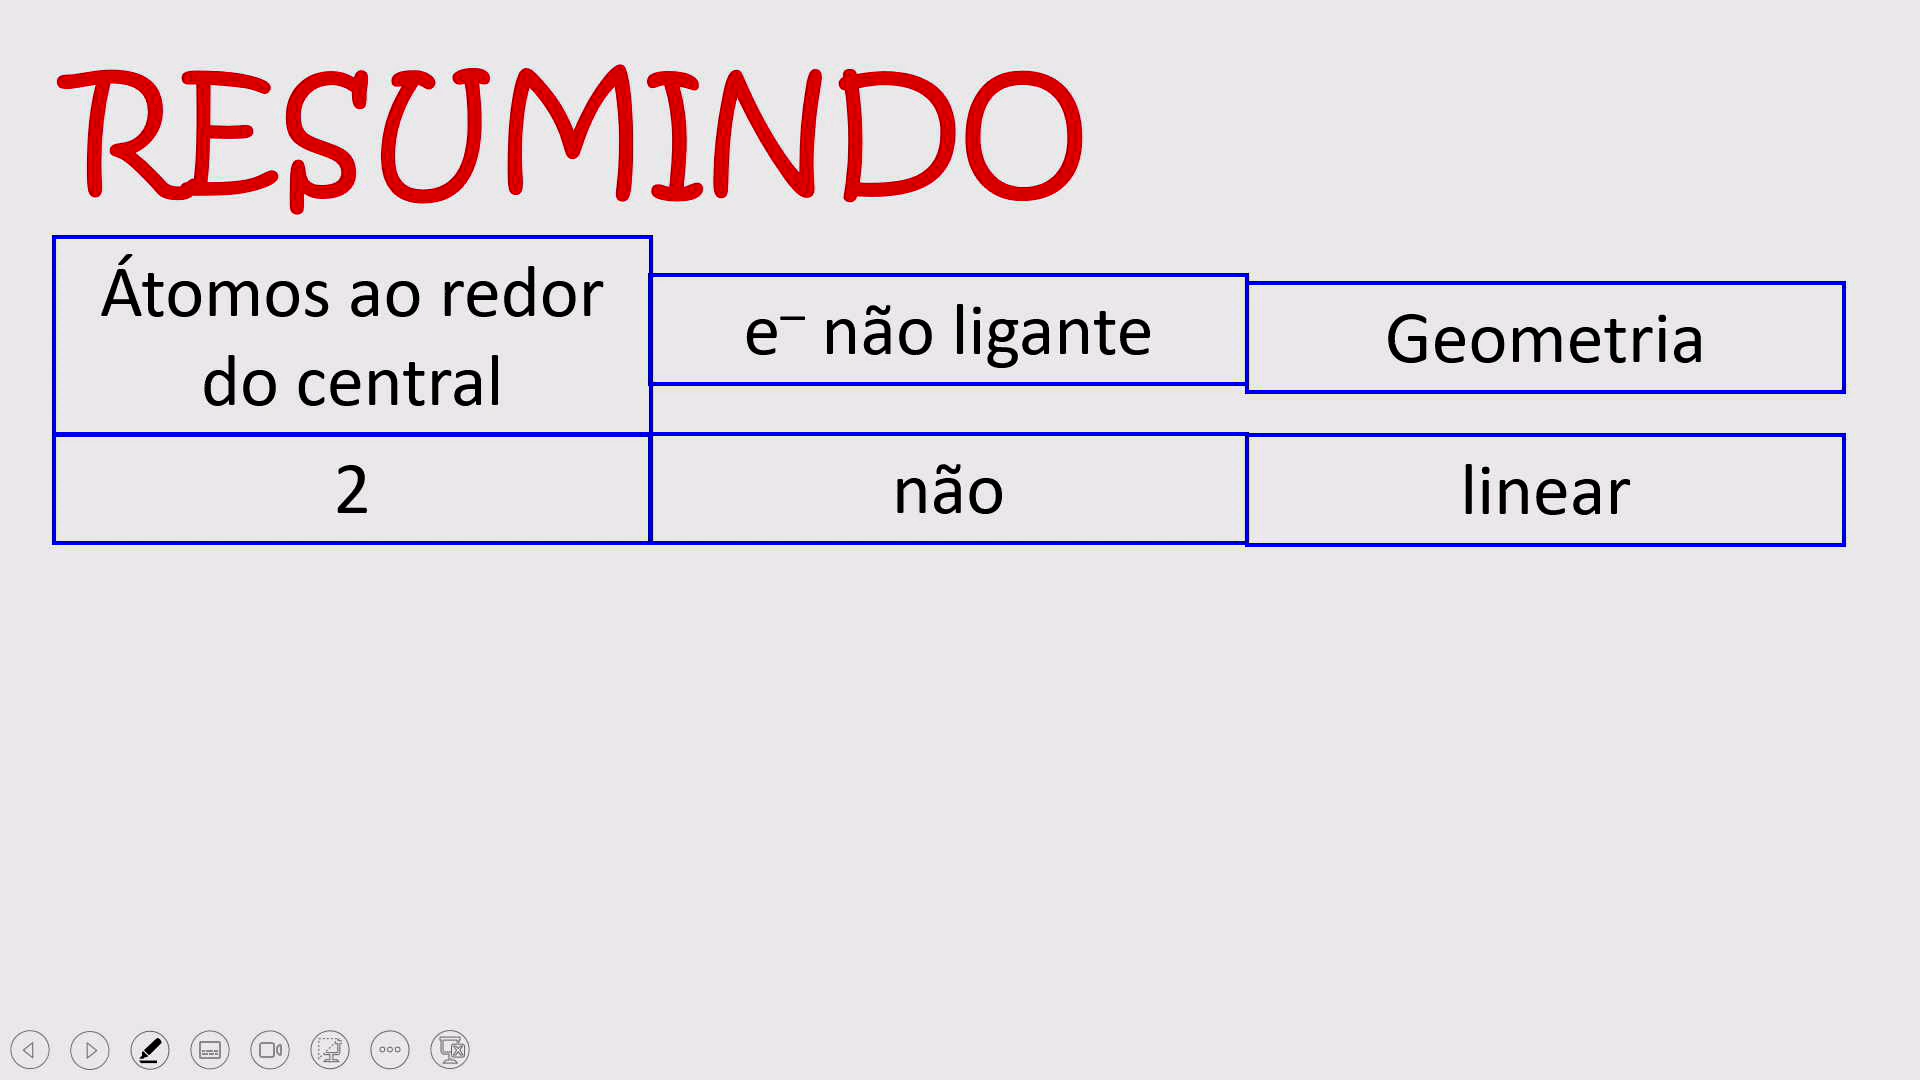 RESUMINDO
Átomos ao redor
do central
e⁻ não ligante
Geometria
2
não
linear